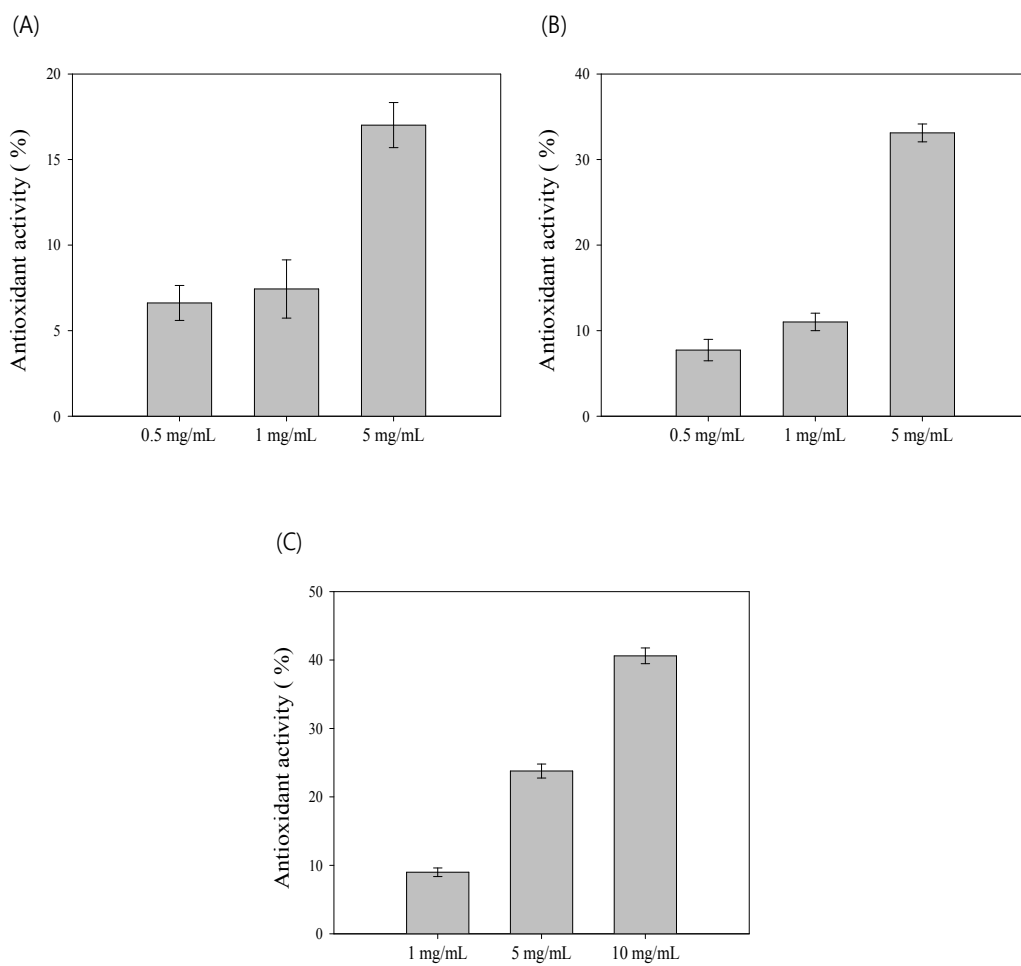 (A)
Antioxidant activity ( %)
20
15
10
5
0
0.5 mg/mL 1 mg/mL 5 mg/mL
(B)
Antioxidant activity ( %)
40
30
20
10
0
0.5 mg/mL 1 mg/mL 5 mg/mL
(C)
Antioxidant activity ( %)
50
40
30
20
10
0
1 mg/mL 5 mg/mL 10 mg/mL